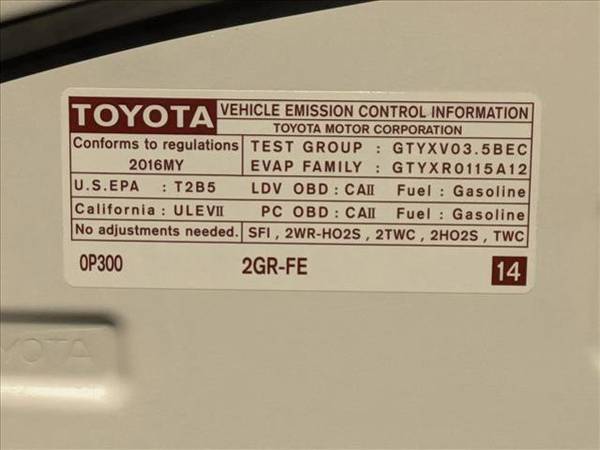 TOYOTA VEHICLE EMISSION CONTROL INFORMATION
TOYOTA MOTOR CORPORATION
Conforms to regulations
2016MY
TEST GROUP : GTYXV03.5BEC
EVAP FAMILY : GTYXR0115A12
U.S.EPA : T2B5 LDV OBD : CAII Fuel : Gasoline
California : ULEVII PC OBD : CAII Fuel : Gasoline
No adjustments needed. SFI , 2WR-HO2S , 2TWC , 2HO2S , TWC
0P300 2GR-FE 14
YOTA